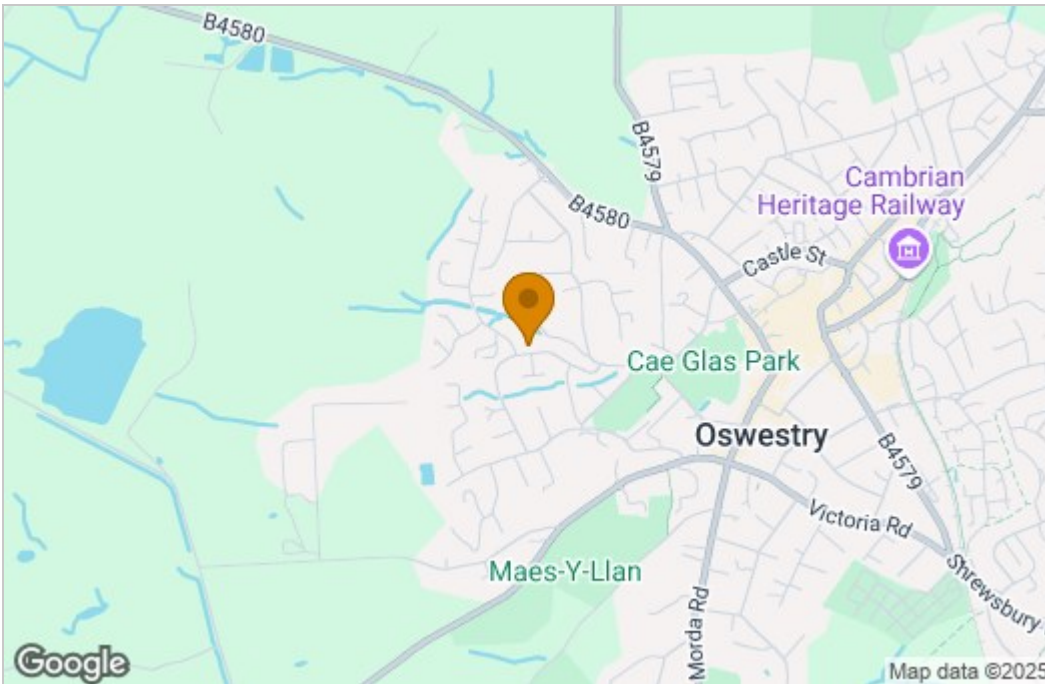 B4580
B4579
B4580
Cambrian
Heritage Railway
Castle St
Cae Glas Park
Oswestry
B4579
Victoria Rd
Maes-Y-Llan
Shrewsbury
Morda Rd
Google
Map data ©2025